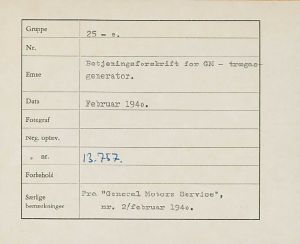 Gruppe 25 - e.
Nr.
Betjeningsforskrift for GM - trægas-
Emne generator.
Dato Februar 1940.
Fotograf
Neg. opbev.
„ nr. 13.757.
Forhold
Særlige bemærkninger Fra "General Motors Service",
nr. 2/februar 1940.